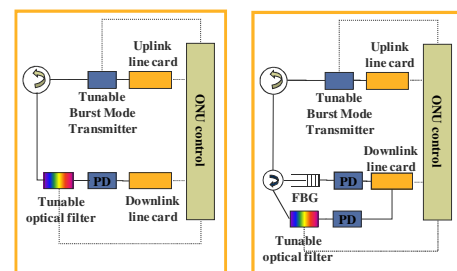 Uplink
line card
Tunable
Burst Mode
Transmitter
ONU control
PD
Tunable
optical filter
Downlink
line card
Uplink
line card
Tunable
Burst Mode
Transmitter
ONU control
Downlink
line card
PD
FBG
PD
Tunable
optical filter